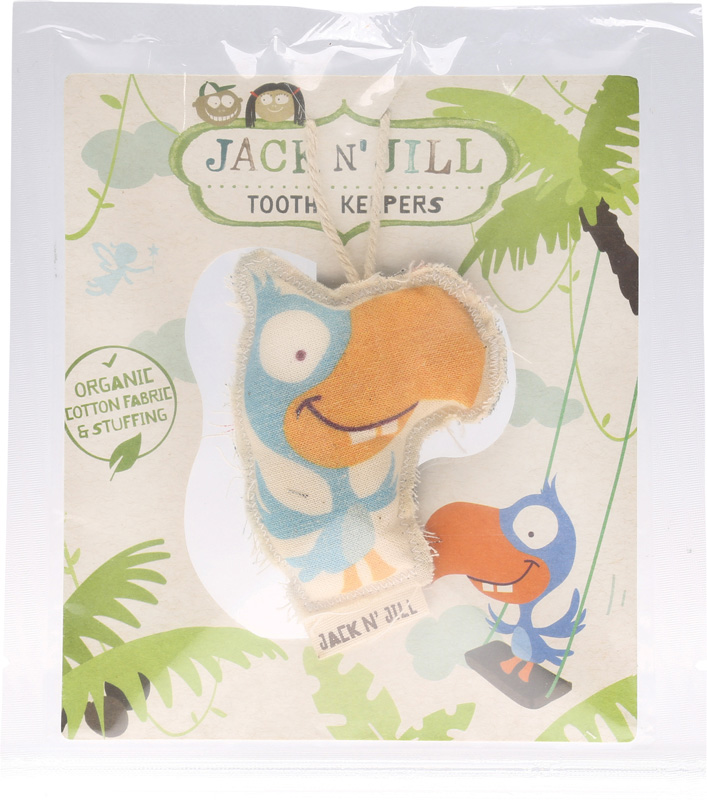 JACK N' JILL
TOOTH KEEPERS
ORGANIC
COTTON FABRIC
& STUFFING
JACK N' JILL